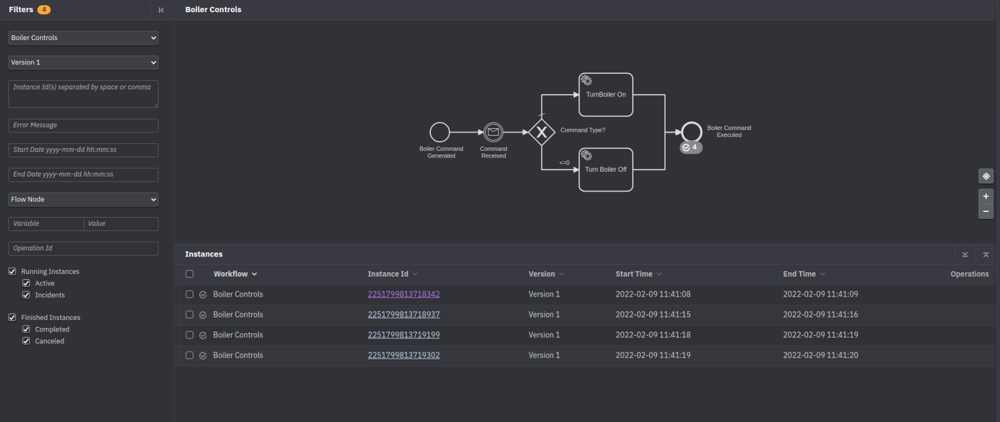 Filters 4
Boiler Controls
Version 1
Instance Id(s) separated by space or comma
Error Message
Start Date yyyy-mm-dd hh:mm:ss
End Date yyyy-mm-dd hh:mm:ss
Flow Node
Variable Value
Operation Id
Running Instances
Active
Incidents
Finished Instances
Completed
Canceled
Boiler Controls
TurnBoiler On
Boiler Command
Generated
Command
Received
X
Command Type?
<=0
Turn Boiler Off
Boiler Command
Executed
4
+
−
Instances
Workflow Instance Id Version Start Time End Time Operations
Boiler Controls 2251799813718342 Version 1 2022-02-09 11:41:08 2022-02-09 11:41:09
Boiler Controls 2251799813718937 Version 1 2022-02-09 11:41:15 2022-02-09 11:41:16
Boiler Controls 2251799813719199 Version 1 2022-02-09 11:41:18 2022-02-09 11:41:19
Boiler Controls 2251799813719302 Version 1 2022-02-09 11:41:19 2022-02-09 11:41:20